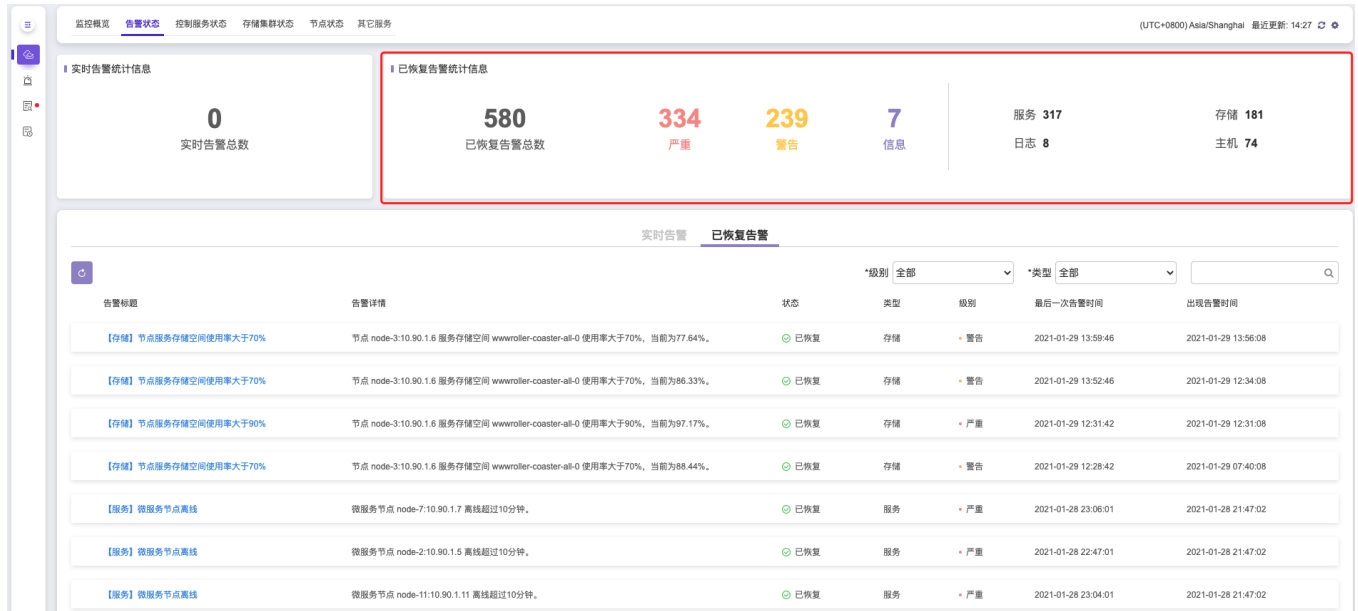 监控概览 告警状态 控制服务状态 存储集群状态 节点状态 其它服务 (UTC+0800) Asia/Shanghai 最近更新: 14:27
实时告警统计信息
0
实时告警总数
已恢复告警统计信息
580 334 239 7
已恢复告警总数 严重 警告 信息
服务 317 存储 181
日志 8 主机 74
实时告警 已恢复告警
*级别 全部 *类型 全部
告警标题 告警详情 状态 类型 级别 最后一次告警时间 出现告警时间
【存储】节点服务存储空间使用率大于70% 节点 node-3:10.90.1.6 服务存储空间 wwwroller-coaster-all-0 使用率大于70%，当前为77.64%。 已恢复 存储 警告 2021-01-29 13:59:46 2021-01-29 13:56:08
【存储】节点服务存储空间使用率大于70% 节点 node-3:10.90.1.6 服务存储空间 wwwroller-coaster-all-0 使用率大于70%，当前为86.33%。 已恢复 存储 警告 2021-01-29 13:52:46 2021-01-29 12:34:08
【存储】节点服务存储空间使用率大于90% 节点 node-3:10.90.1.6 服务存储空间 wwwroller-coaster-all-0 使用率大于90%，当前为97.17%。 已恢复 存储 严重 2021-01-29 12:31:42 2021-01-29 12:31:08
【存储】节点服务存储空间使用率大于70% 节点 node-3:10.90.1.6 服务存储空间 wwwroller-coaster-all-0 使用率大于70%，当前为88.44%。 已恢复 存储 警告 2021-01-29 12:28:42 2021-01-29 07:40:08
【服务】微服务节点离线 微服务节点 node-7:10.90.1.7 离线超过10分钟。 已恢复 服务 严重 2021-01-28 23:06:01 2021-01-28 21:47:02
【服务】微服务节点离线 微服务节点 node-2:10.90.1.5 离线超过10分钟。 已恢复 服务 严重 2021-01-28 22:47:01 2021-01-28 21:47:02
【服务】微服务节点离线 微服务节点 node-11:10.90.1.11 离线超过10分钟。 已恢复 服务 严重 2021-01-28 23:04:01 2021-01-28 21:47:02